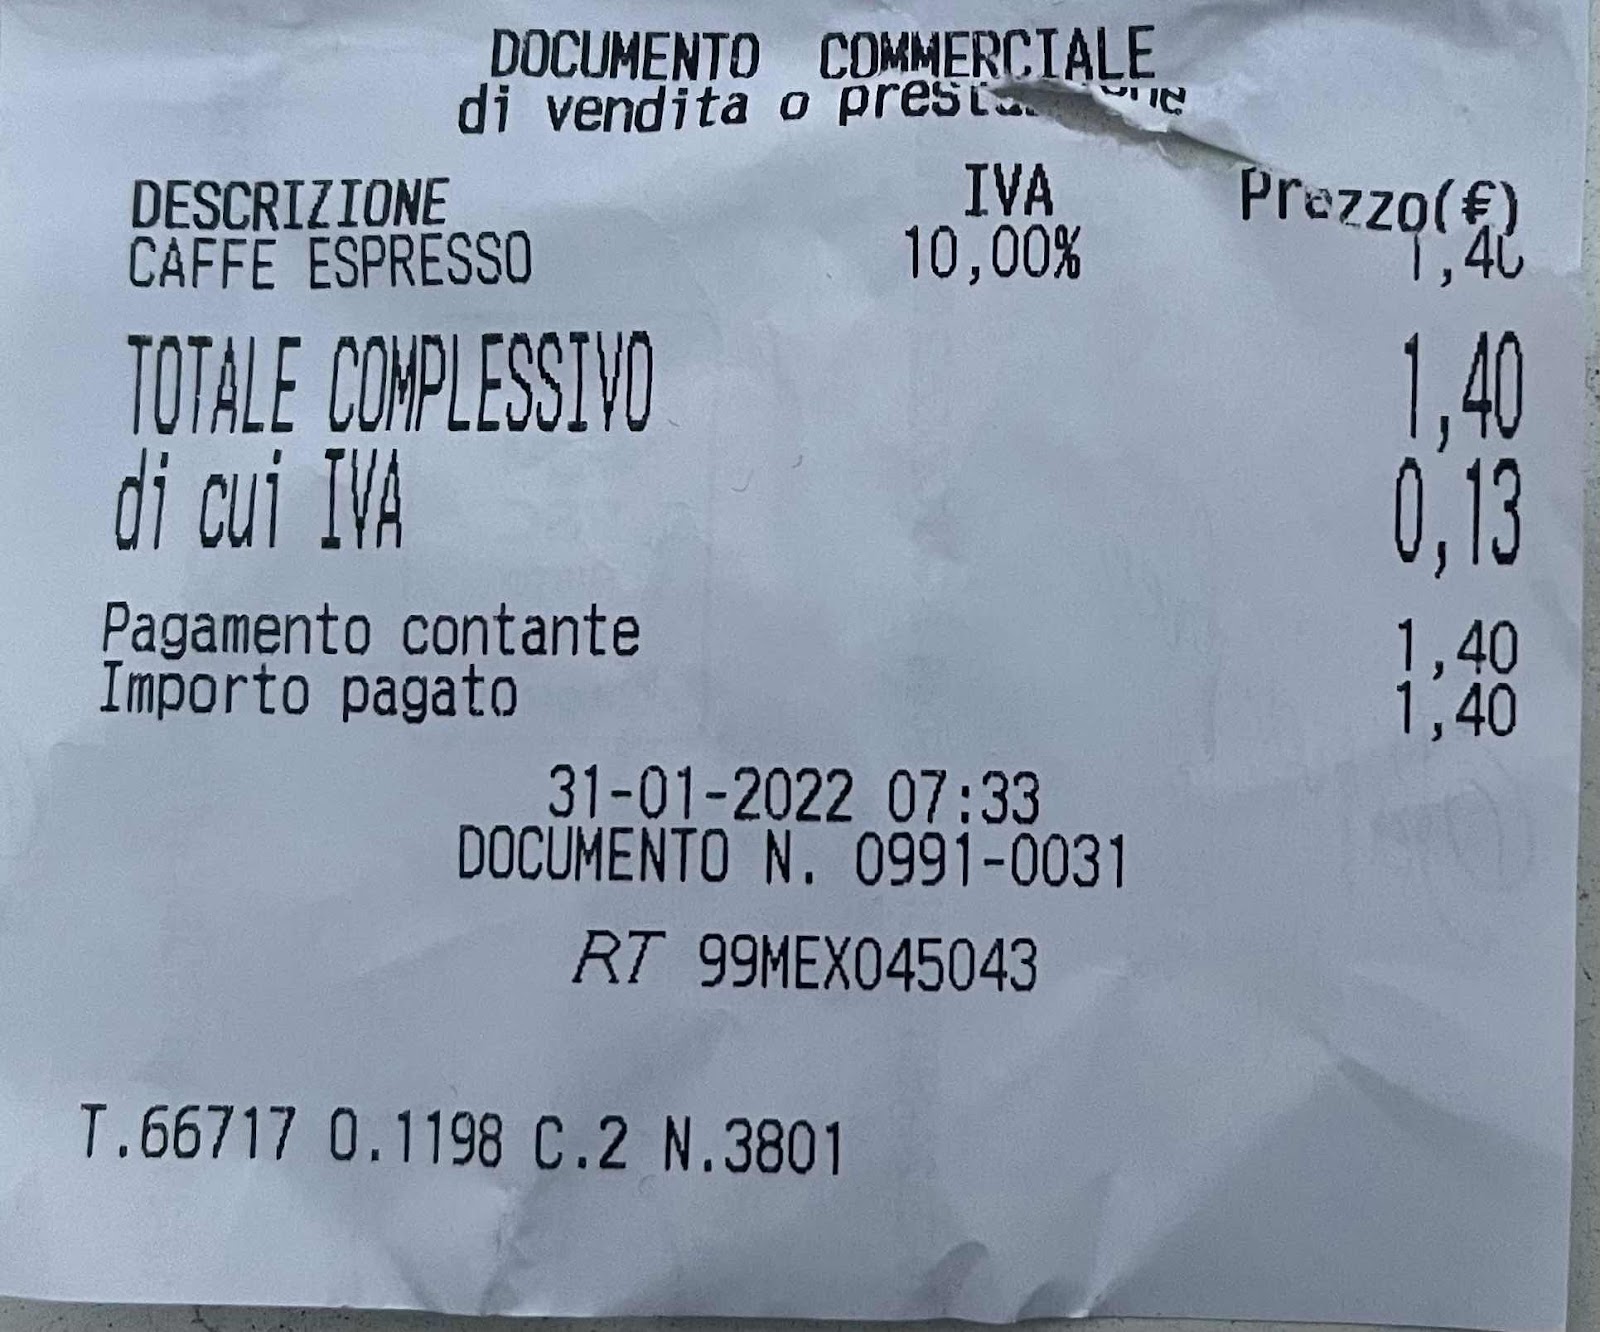 DOCUMENTO COMMERCIALE
di vendita o
DESCRIZIONE IVA Prezzo(€)
CAFFE ESPRESSO 10,00% 1,40
TOTALE COMPLESSIVO 1,40
di cui IVA 0,13
Pagamento contante 1,40
Importo pagato 1,40
31-01-2022 07:33
DOCUMENTO N. 0991-0031
RT 99MEX045043
T.66717 O.1198 C.2 N.3801